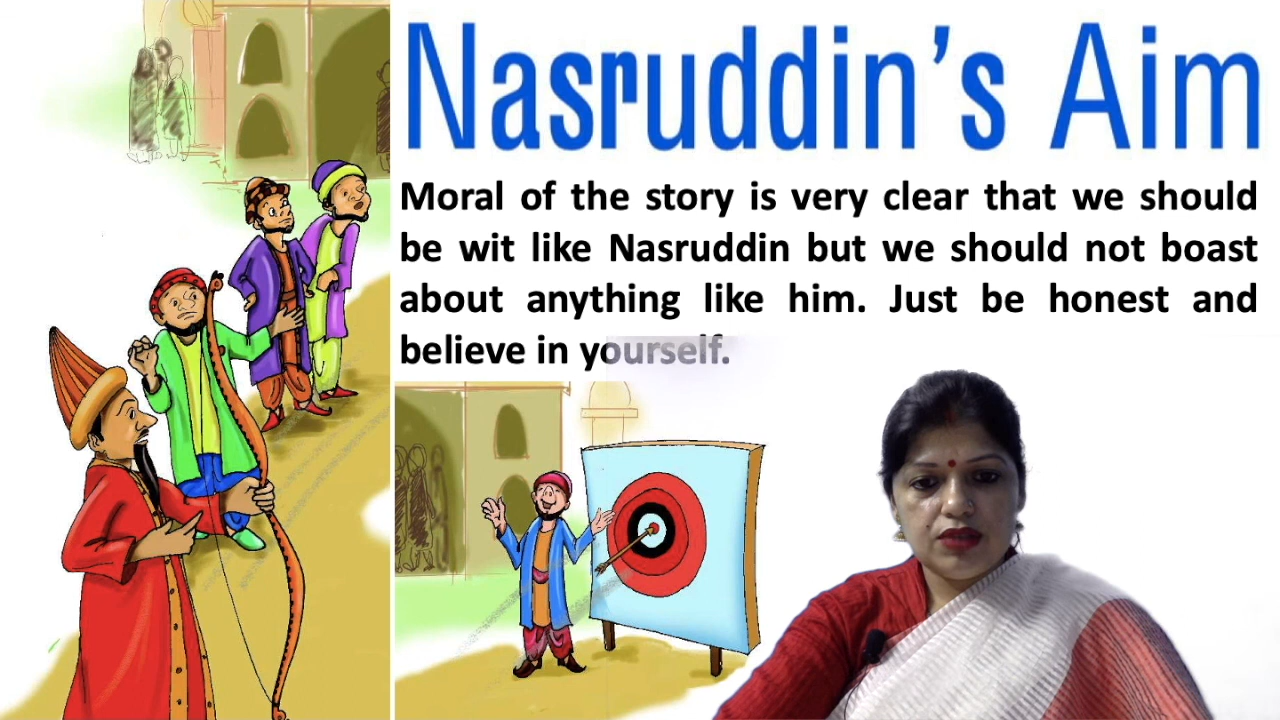 Nasruddin's Aim
Moral of the story is very clear that we should
be wit like Nasruddin but we should not boast
about anything like him. Just be honest and
believe in yourself.